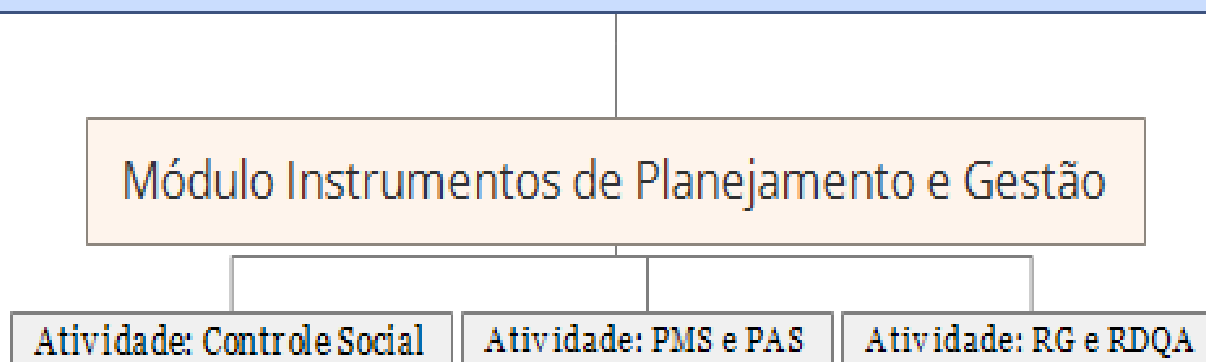 Módulo Instrumentos de Planejamento e Gestão
Atividade: Controle Social
Atividade: PMS e PAS
Atividade: RG e RDQA